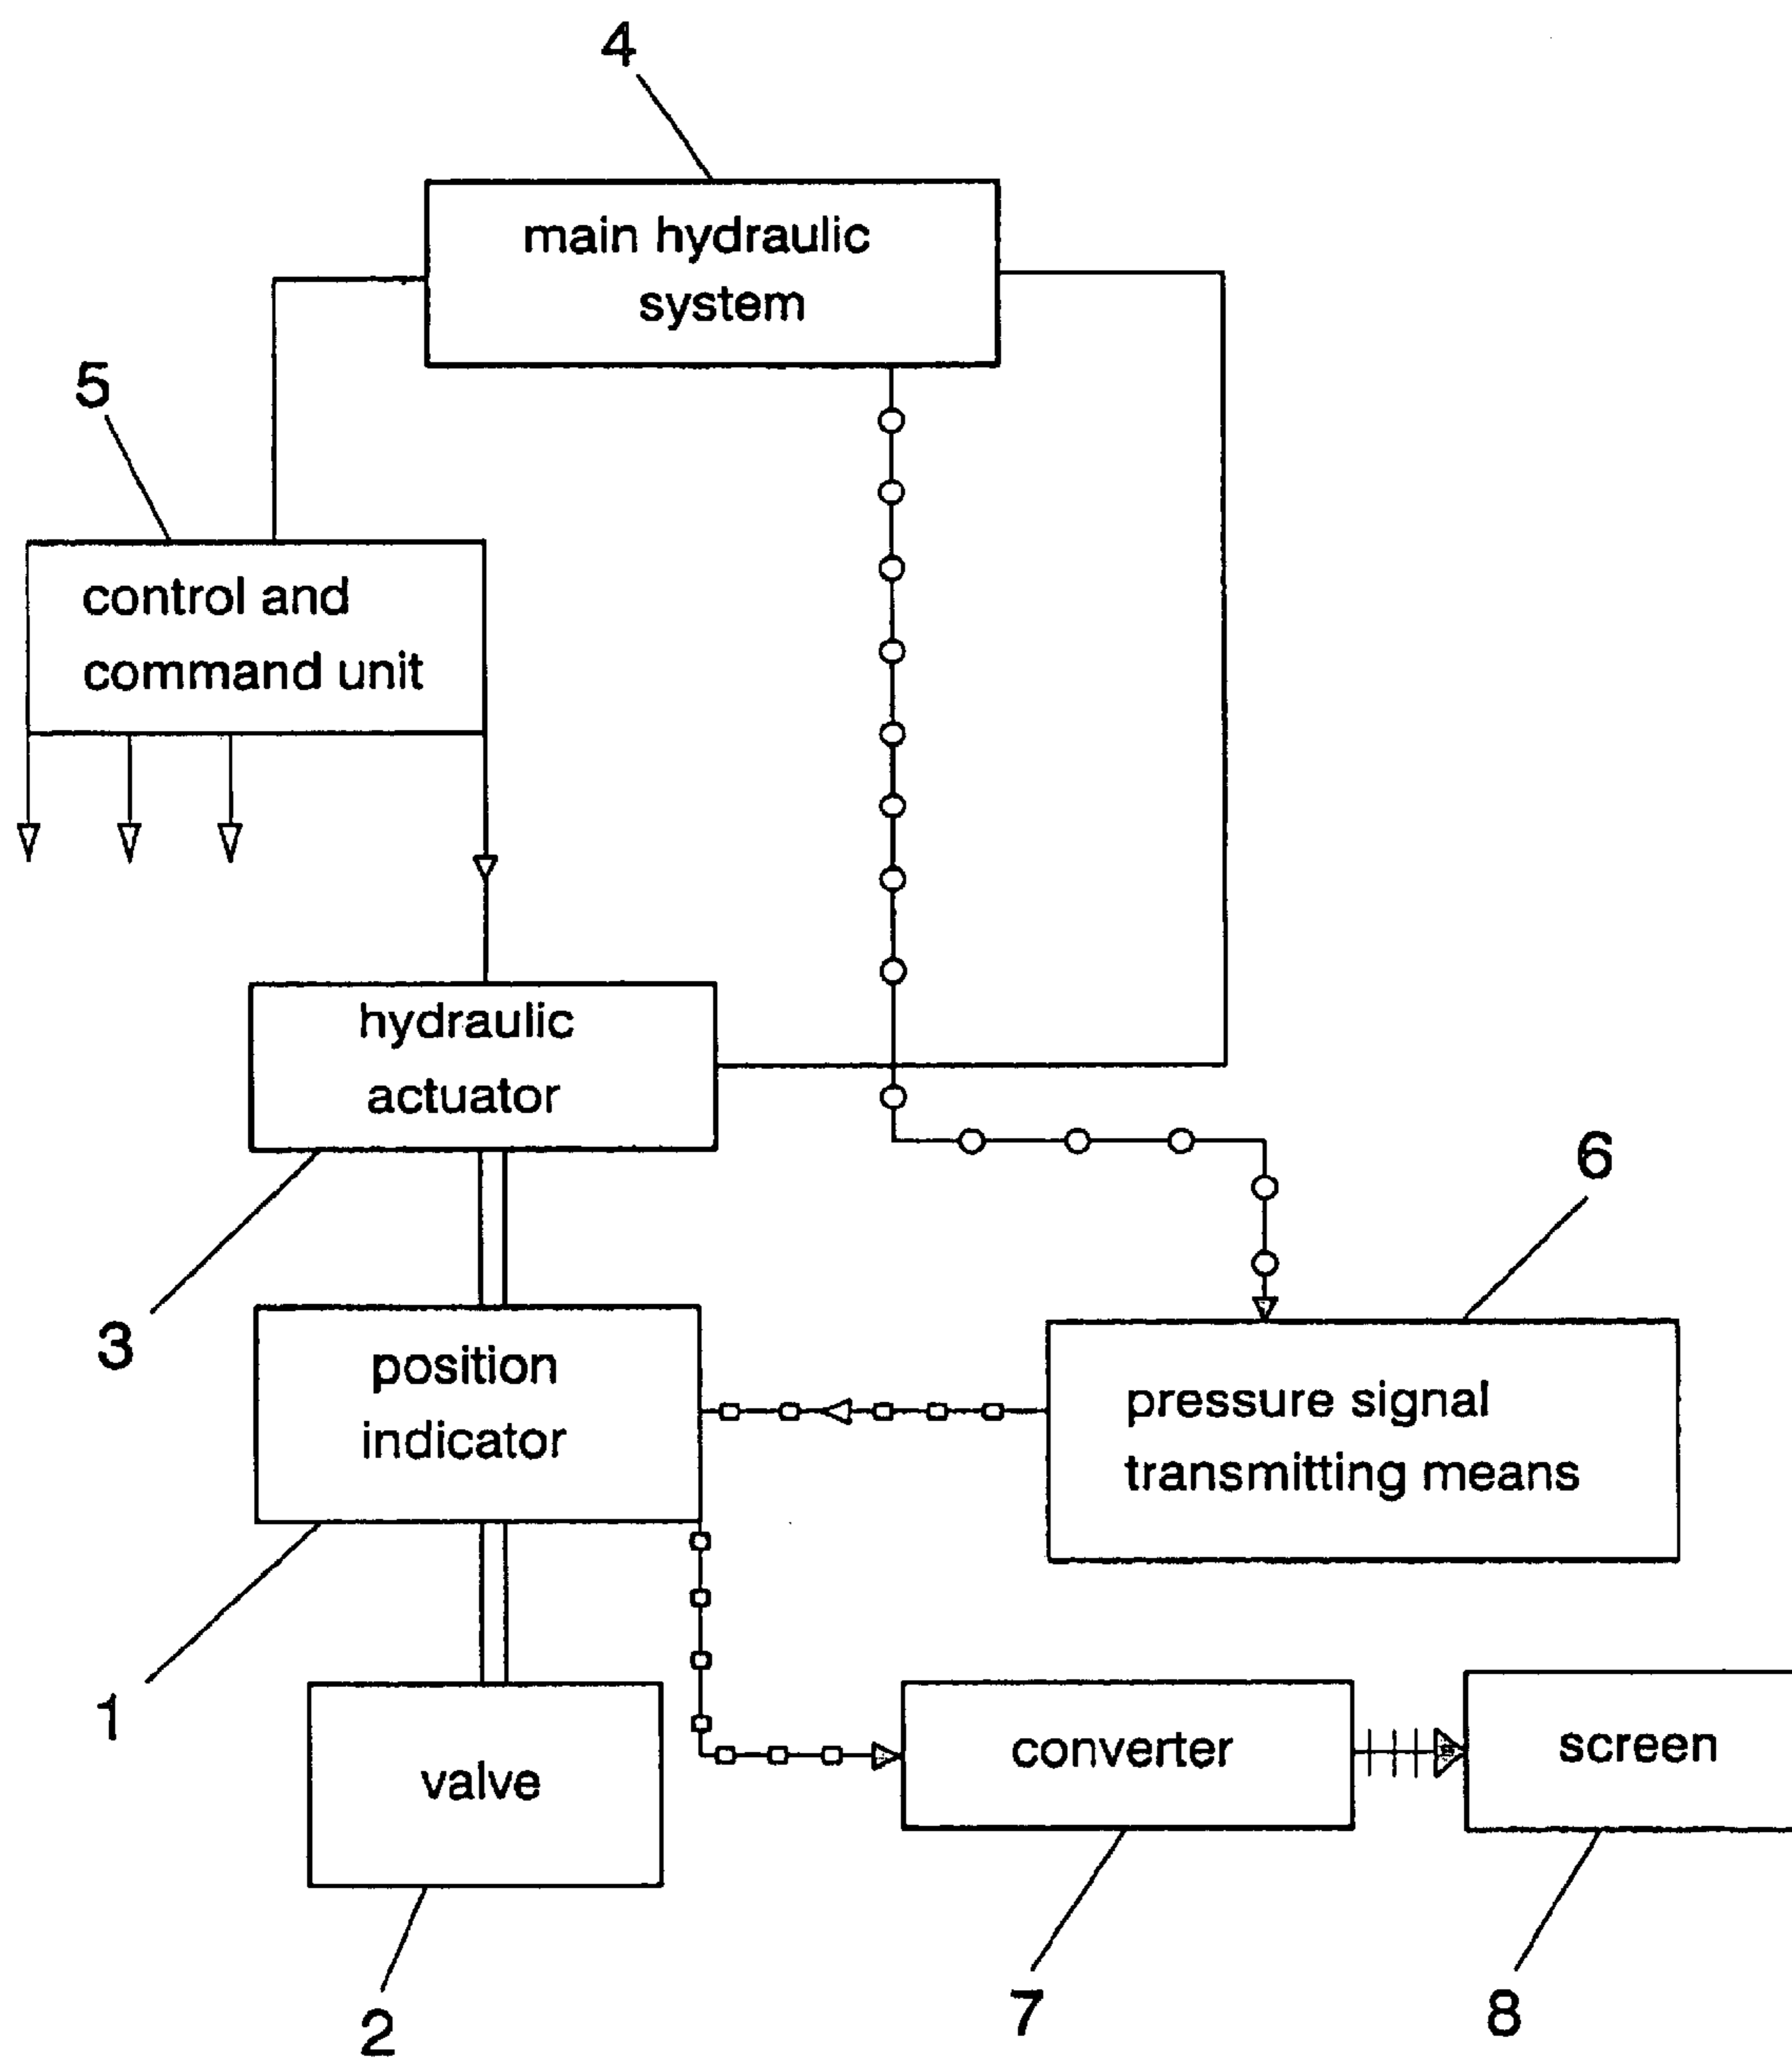 4
main hydraulic
system
5
control and
command unit
hydraulic
actuator
3
6
position
indicator
pressure signal
transmitting means
1
valve
converter
screen
2
7
8